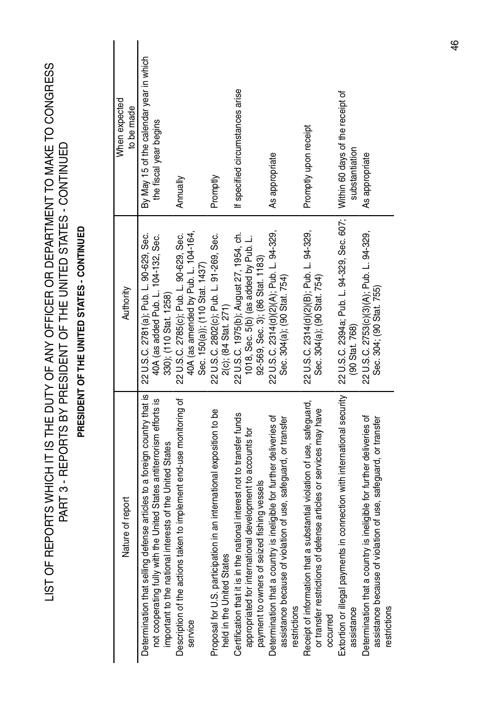 LIST OF REPORTS WHICH IT IS THE DUTY OF ANY OFFICER OR DEPARTMENT TO MAKE TO CONGRESS
PART 3 - REPORTS BY PRESIDENT OF THE UNITED STATES - CONTINUED
PRESIDENT OF THE UNITED STATES - CONTINUED
Nature of report
Authority
When expected
to be made
Determination that selling defense articles to a foreign country that is
not cooperating fully with the United States antiterrorism efforts is
important to the national interests of the United States
22 U.S.C. 2781(a); Pub. L. 90-629, Sec.
40A (as added Pub. L. 104-132, Sec.
330); (110 Stat. 1258)
By May 15 of the calendar year in which
the fiscal year begins
Description of the actions taken to implement end-use monitoring of
service
22 U.S.C. 2785(c); Pub. L. 90-629, Sec.
40A (as amended by Pub. L. 104-164,
Sec. 150(a)); (110 Stat. 1437)
Annually
Proposal for U.S. participation in an international exposition to be
held in the United States
22 U.S.C. 2802(c); Pub. L. 91-269, Sec.
2(c); (84 Stat. 271)
Promptly
Certification that it is in the national interest not to transfer funds
appropriated for international development to accounts for
payment to owners of seized fishing vessels
22 U.S.C. 1975(b); August 27, 1954, ch.
1018, Sec. 5(b) (as added by Pub. L.
92-569, Sec. 3); (86 Stat. 1183)
If specified circumstances arise
Determination that a country is ineligible for further deliveries of
assistance because of violation of use, safeguard, or transfer
restrictions
22 U.S.C. 2314(d)(2)(A); Pub. L. 94-329,
Sec. 304(a); (90 Stat. 754)
As appropriate
Receipt of information that a substantial violation of use, safeguard,
or transfer restrictions of defense articles or services may have
occurred
22 U.S.C. 2314(d)(2)(B); Pub. L. 94-329,
Sec. 304(a); (90 Stat. 754)
Promptly upon receipt
Extortion or illegal payments in connection with international security
assistance
22 U.S.C. 2394a; Pub. L. 94-329, Sec. 607;
(90 Stat. 768)
Within 60 days of the receipt of
substantiation
Determination that a country is ineligible for further deliveries of
assistance because of violation of use, safeguard, or transfer
restrictions
22 U.S.C. 2753(c)(3)(A); Pub. L. 94-329,
Sec. 304; (90 Stat. 755)
As appropriate
46